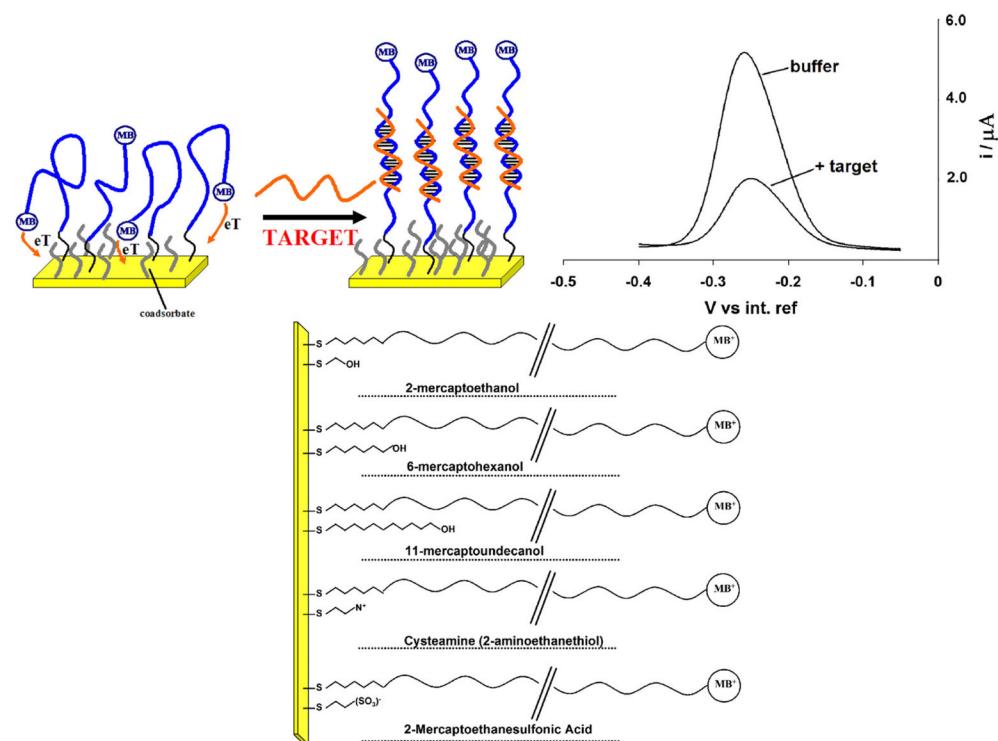 MB
MB
MB
MB
MB
MB
MB
MB
eT
eT
eT
TARGET
coadsorbate
6.0
4.0
2.0
0
i / μA
buffer
+ target
-0.5
-0.4
-0.3
-0.2
-0.1
0
V vs int. ref
S
MB⁺
S
OH
2-mercaptoethanol
S
MB⁺
S
OH
6-mercaptohexanol
S
MB⁺
S
OH
11-mercaptoundecanol
S
MB⁺
S
N⁺
Cysteamine (2-aminoethanethiol)
S
MB⁺
S
(SO₃)⁻
2-Mercaptoethanesulfonic Acid